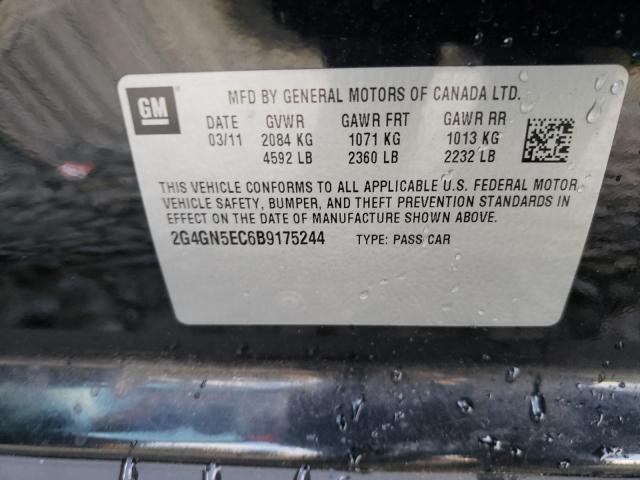 GM
MFD BY GENERAL MOTORS OF CANADA LTD.
DATE GVWR GAWR FRT GAWR RR
03/11 2084 KG 1071 KG 1013 KG
4592 LB 2360 LB 2232 LB
THIS VEHICLE CONFORMS TO ALL APPLICABLE U.S. FEDERAL MOTOR
VEHICLE SAFETY, BUMPER, AND THEFT PREVENTION STANDARDS IN
EFFECT ON THE DATE OF MANUFACTURE SHOWN ABOVE.
2G4GN5EC6B9175244 TYPE: PASS CAR